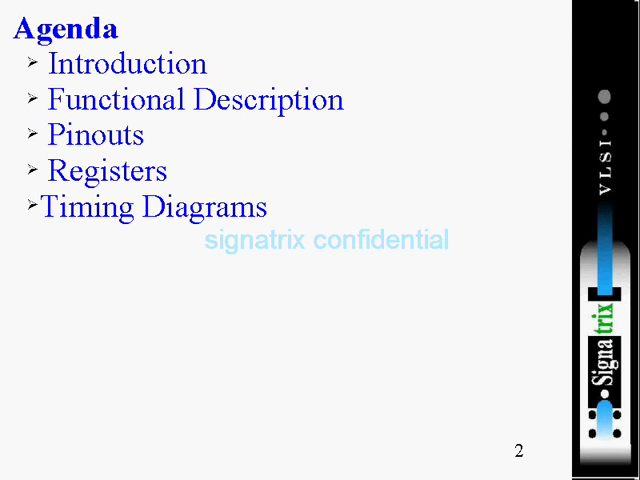 Agenda
➢ Introduction
➢ Functional Description
➢ Pinouts
➢ Registers
➢Timing Diagrams
signatrix confidential
VLSI
Signatrix
2